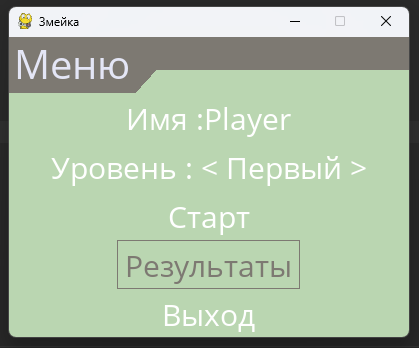 Змейка
Меню
Имя :Player
Уровень : < Первый >
Старт
Результаты
Выход